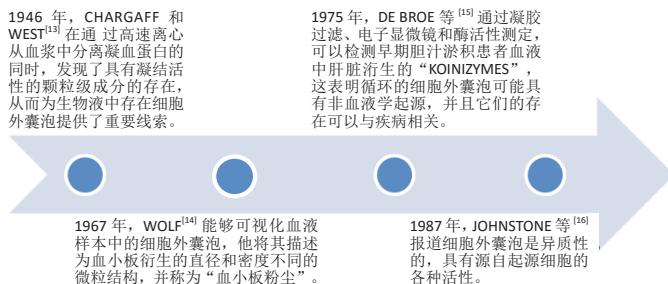 1946 年，CHARGAFF 和
WEST[13] 在通 过高速离心
从血浆中分离凝血蛋白的
同时，发现了具有凝结活
性的颗粒级成分的存在，
从而为生物液中存在细胞
外囊泡提供了重要线索。
1975 年，DE BROE 等 [15] 通过凝胶
过滤、电子显微镜和酶活性测定，
可以检测早期胆汁淤积患者血液
中肝脏洐生的“KOINIZYMES”，
这表明循环的细胞外囊泡可能具
有非血液学起源，并且它们的存
在可以与疾病相关。
1967 年，WOLF[14] 能够可视化血液
样本中的细胞外囊泡，他将其描述
为血小板衍生的直径和密度不同的
微粒结构，并称为“血小板粉尘”。
1987 年，JOHNSTONE 等 [16]
报道细胞外囊泡是异质性
的，具有源自起源细胞的
各种活性。